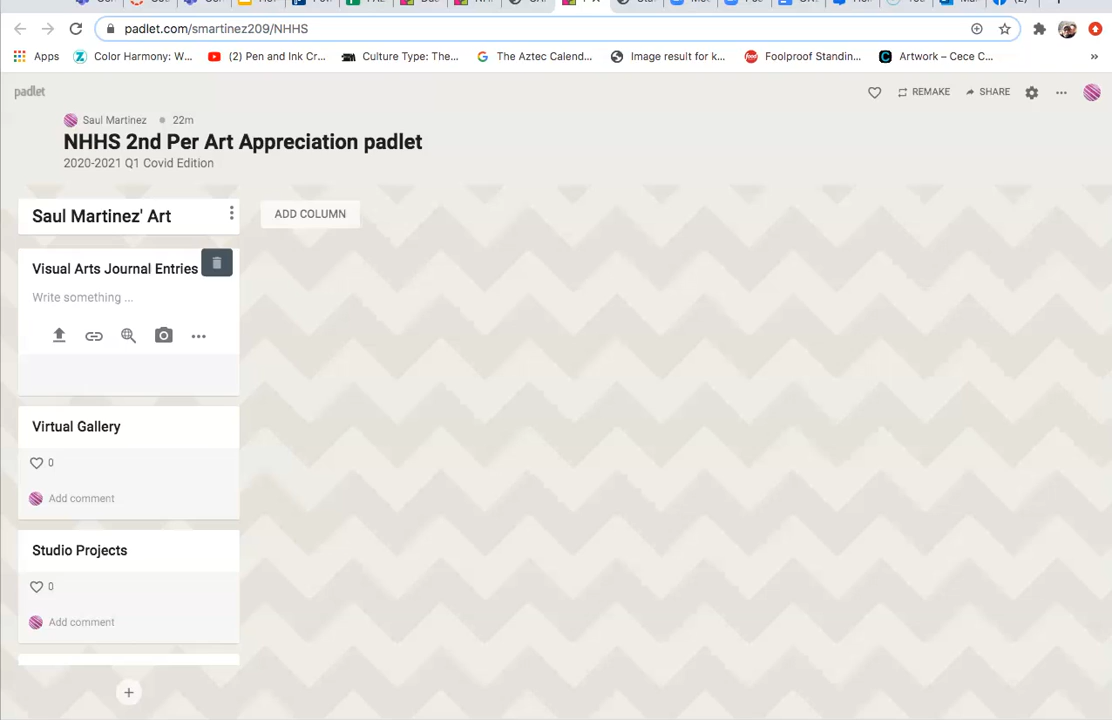 padlet.com/smartinez209/NHHS
Apps
Color Harmony: W...
(2) Pen and Ink Cr...
Culture Type: The...
The Aztec Calend...
Image result for k...
Foolproof Standin...
Artwork – Cece C...
»
padlet
REMAKE
SHARE
Saul Martinez
22m
NHHS 2nd Per Art Appreciation padlet
2020-2021 Q1 Covid Edition
Saul Martinez' Art
ADD COLUMN
Visual Arts Journal Entries
Write something ...
Virtual Gallery
0
Add comment
Studio Projects
0
Add comment